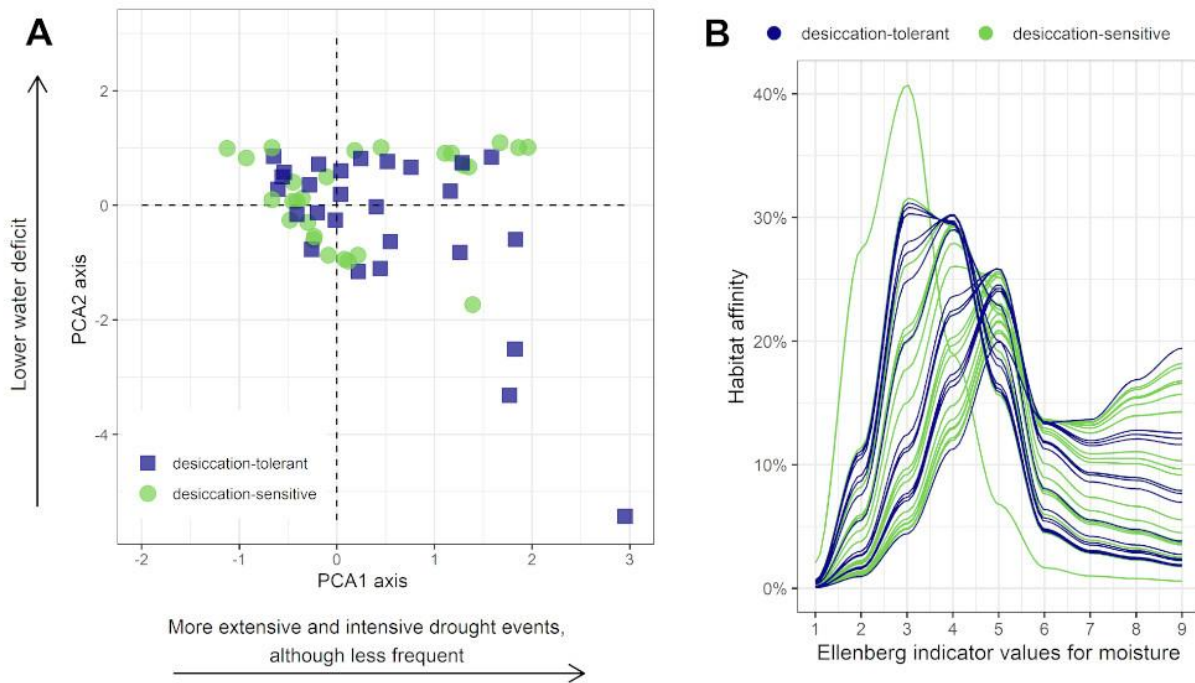 A
Lower water deficit
PCA2 axis
2
0
-2
-4
desiccation-tolerant
desiccation-sensitive
-2 -1 0 1 2 3
PCA1 axis
More extensive and intensive drought events,
although less frequent
B
desiccation-tolerant desiccation-sensitive
Habitat affinity
40%
30%
20%
10%
0%
1 2 3 4 5 6 7 8 9
Ellenberg indicator values for moisture